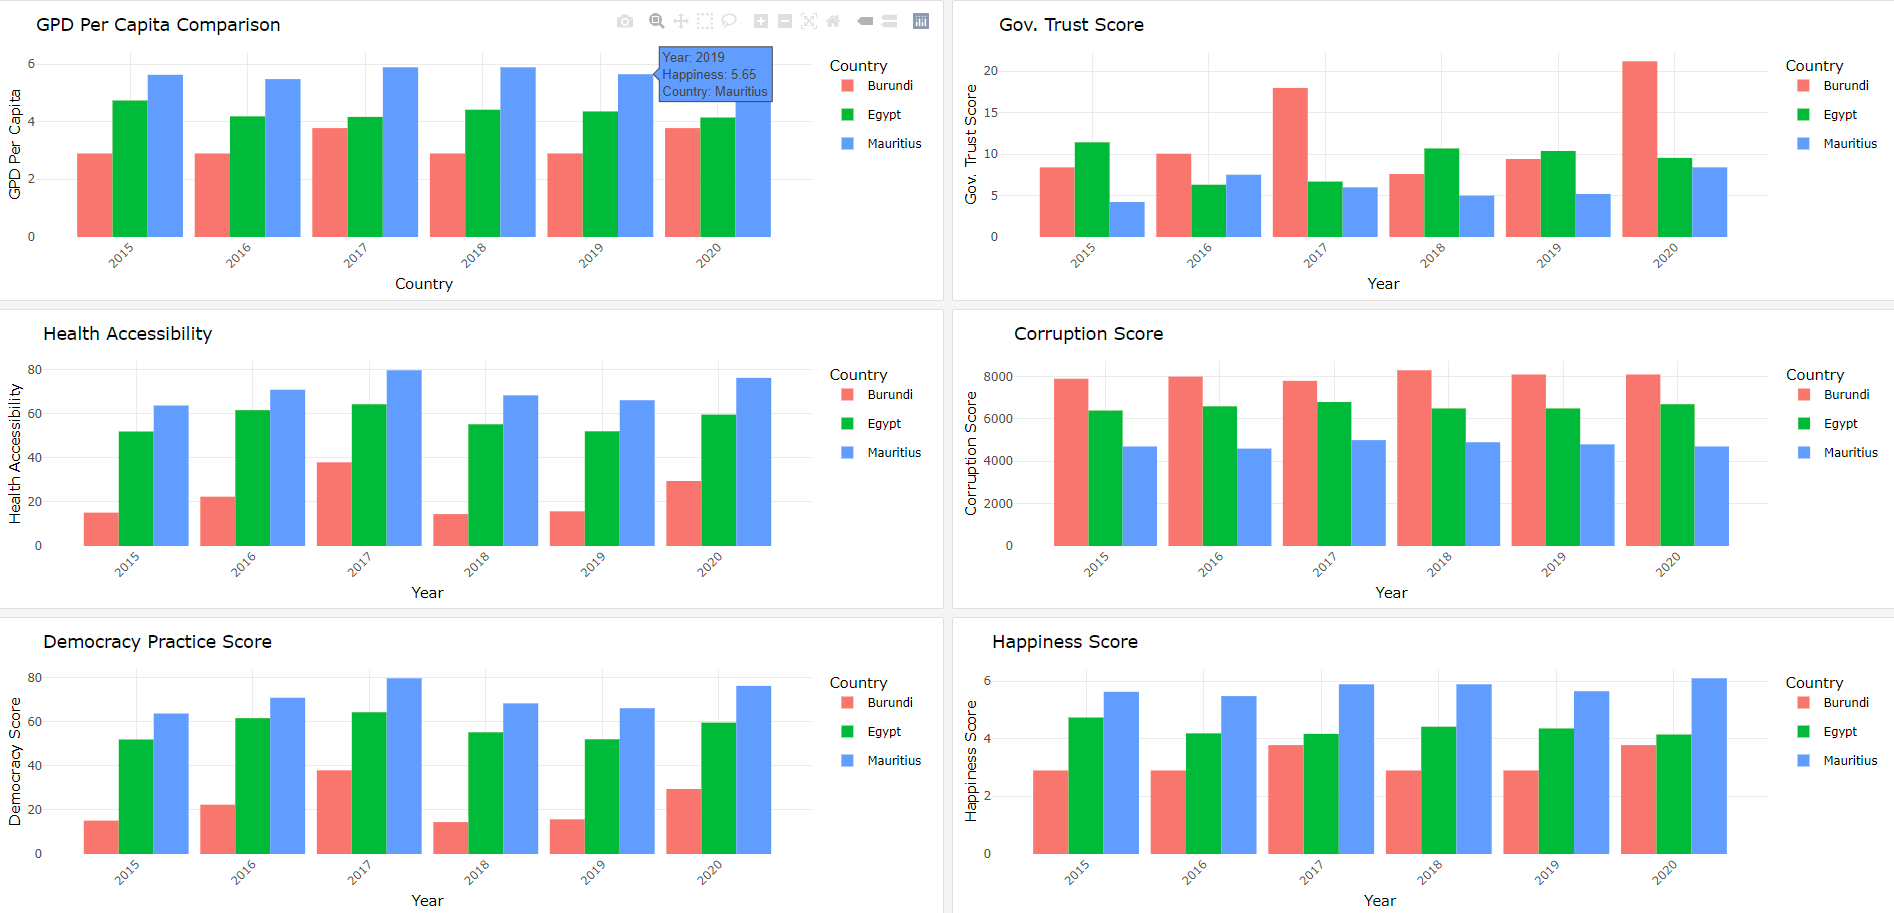 GPD Per Capita Comparison
Year: 2019
Happiness: 5.65
Country: Mauritius
Country
Burundi
Egypt
Mauritius
GPD Per Capita
6
4
2
0
2015
2016
2017
2018
2019
2020
Country
Gov. Trust Score
Country
Burundi
Egypt
Mauritius
Gov. Trust Score
20
15
10
5
0
2015
2016
2017
2018
2019
2020
Year
Health Accessibility
Country
Burundi
Egypt
Mauritius
Health Accessibility
80
60
40
20
0
2015
2016
2017
2018
2019
2020
Year
Corruption Score
Country
Burundi
Egypt
Mauritius
Corruption Score
8000
6000
4000
2000
0
2015
2016
2017
2018
2019
2020
Year
Democracy Practice Score
Country
Burundi
Egypt
Mauritius
Democracy Score
80
60
40
20
0
2015
2016
2017
2018
2019
2020
Year
Happiness Score
Country
Burundi
Egypt
Mauritius
Happiness Score
6
4
2
0
2015
2016
2017
2018
2019
2020
Year